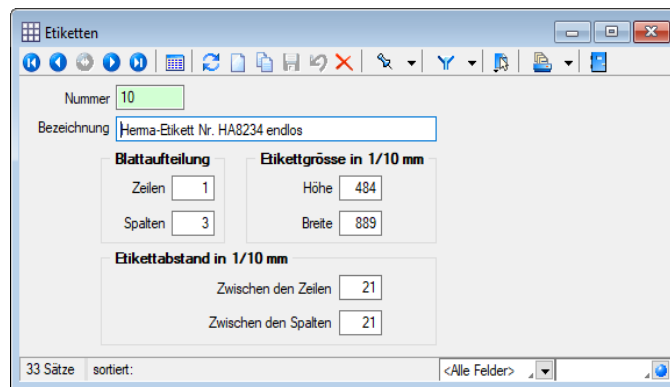 Etiketten
Nummer 10
Bezeichnung Herma-Etikett Nr. HA8234 endlos
Blattaufteilung Etikettgrösse in 1/10 mm
Zeilen 1 Höhe 484
Spalten 3 Breite 889
Etikettabstand in 1/10 mm
Zwischen den Zeilen 21
Zwischen den Spalten 21
33 Sätze sortiert: <Alle Felder>